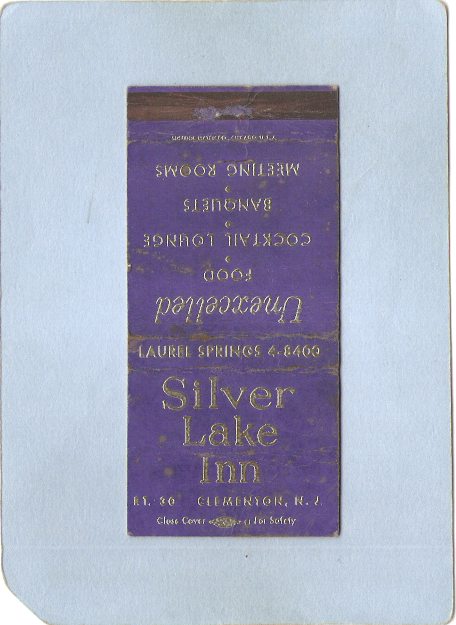 Silver
Lake
Inn
RT. 30 CLEMENTON, N. J.
Close Cover For Safety
LAUREL SPRINGS 4-8400
Unexcelled
FOOD
COCKTAIL LOUNGE
BANQUETS
MEETING ROOMS